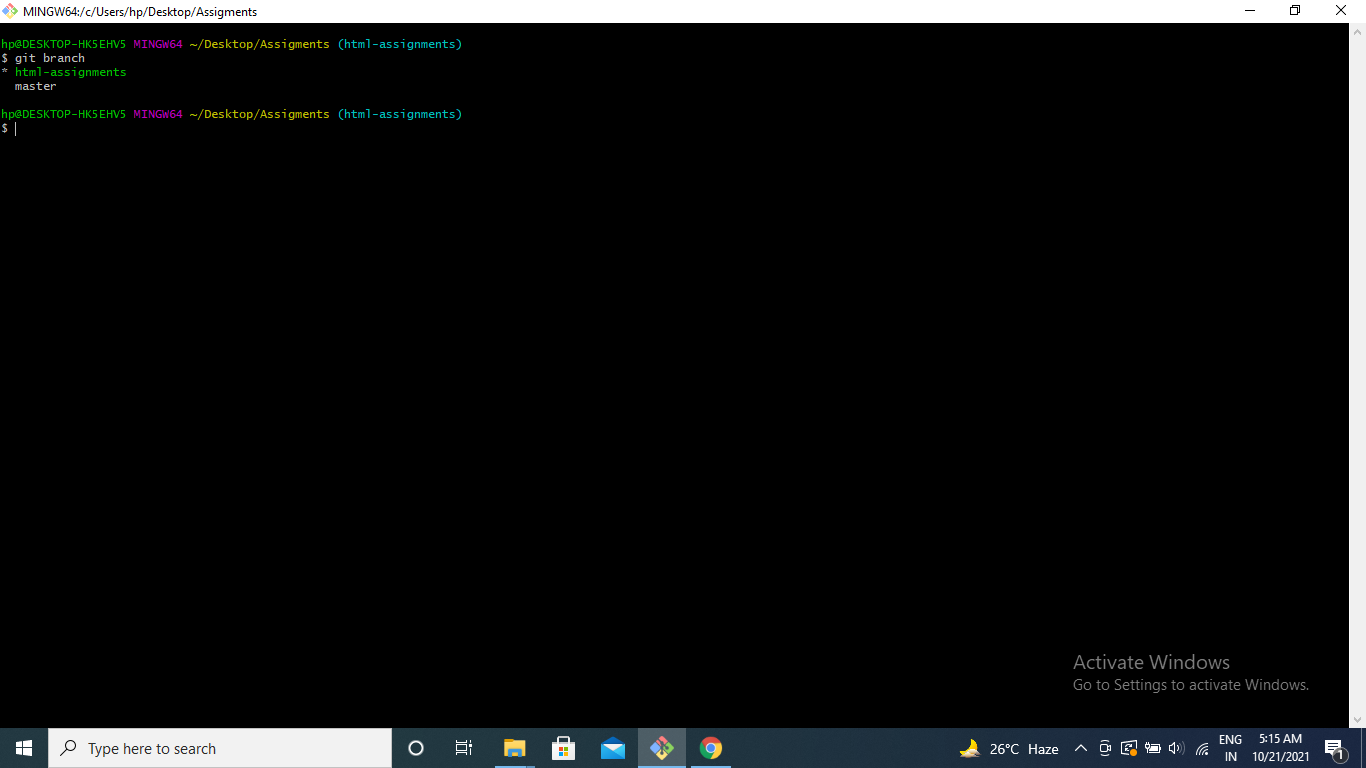 MINGW64:/c/Users/hp/Desktop/Assigments
hp@DESKTOP-HK5EHV5 MINGW64 ~/Desktop/Assigments (html-assignments)
$ git branch
* html-assignments
  master
hp@DESKTOP-HK5EHV5 MINGW64 ~/Desktop/Assigments (html-assignments)
$
Activate Windows
Go to Settings to activate Windows.
Type here to search
26°C Haze
ENG
IN
5:15 AM
10/21/2021
1